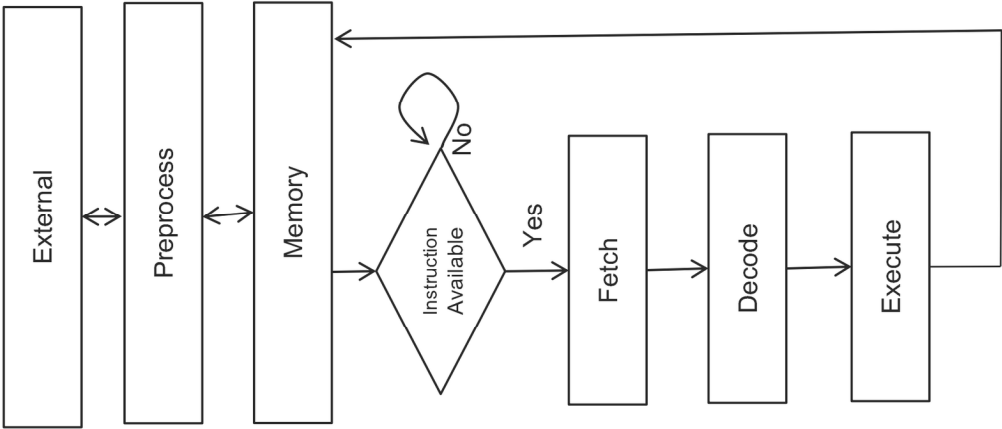 External
Preprocess
Memory
Instruction
Available
No
Yes
Fetch
Decode
Execute